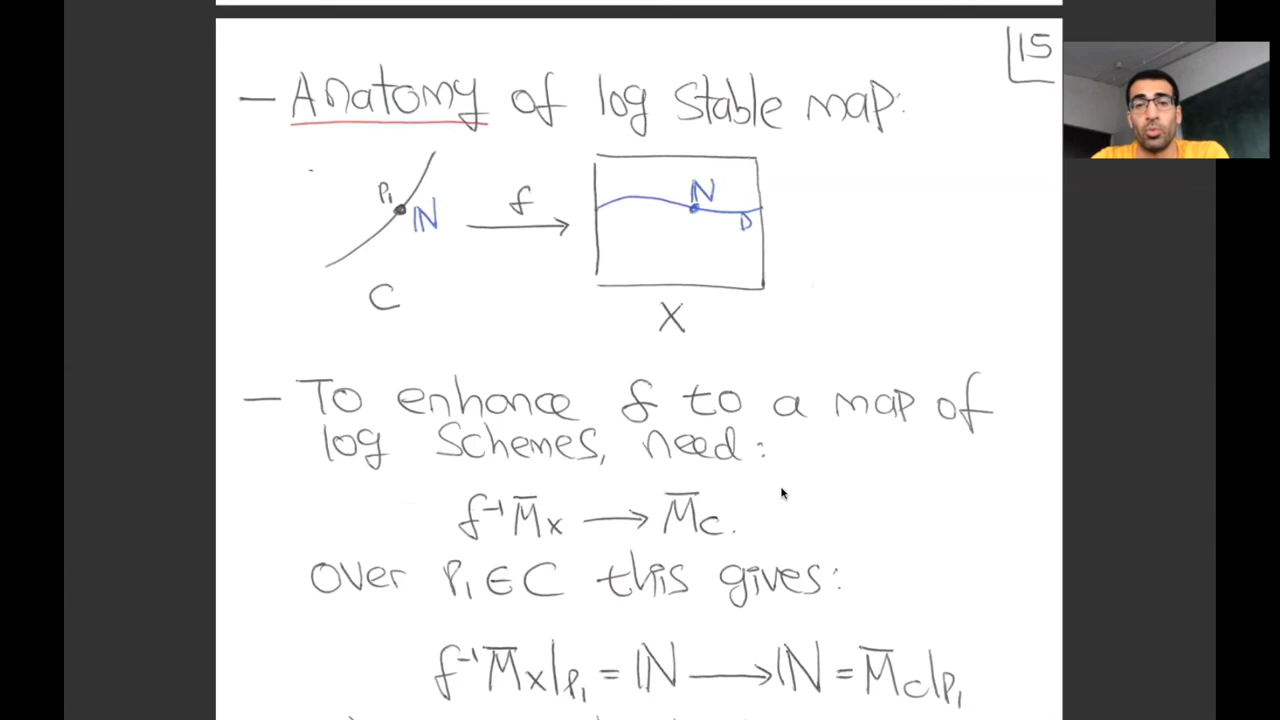 15
— Anatomy of log stable map:
P₁ ℕ f ℕ D
C X
— To enhance f to a map of
log schemes, need:
f⁻¹M̄x ⟶ M̄c.
Over P₁ ∈ C this gives:
f⁻¹M̄x|p₁ = ℕ ⟶ ℕ = M̄c|p₁